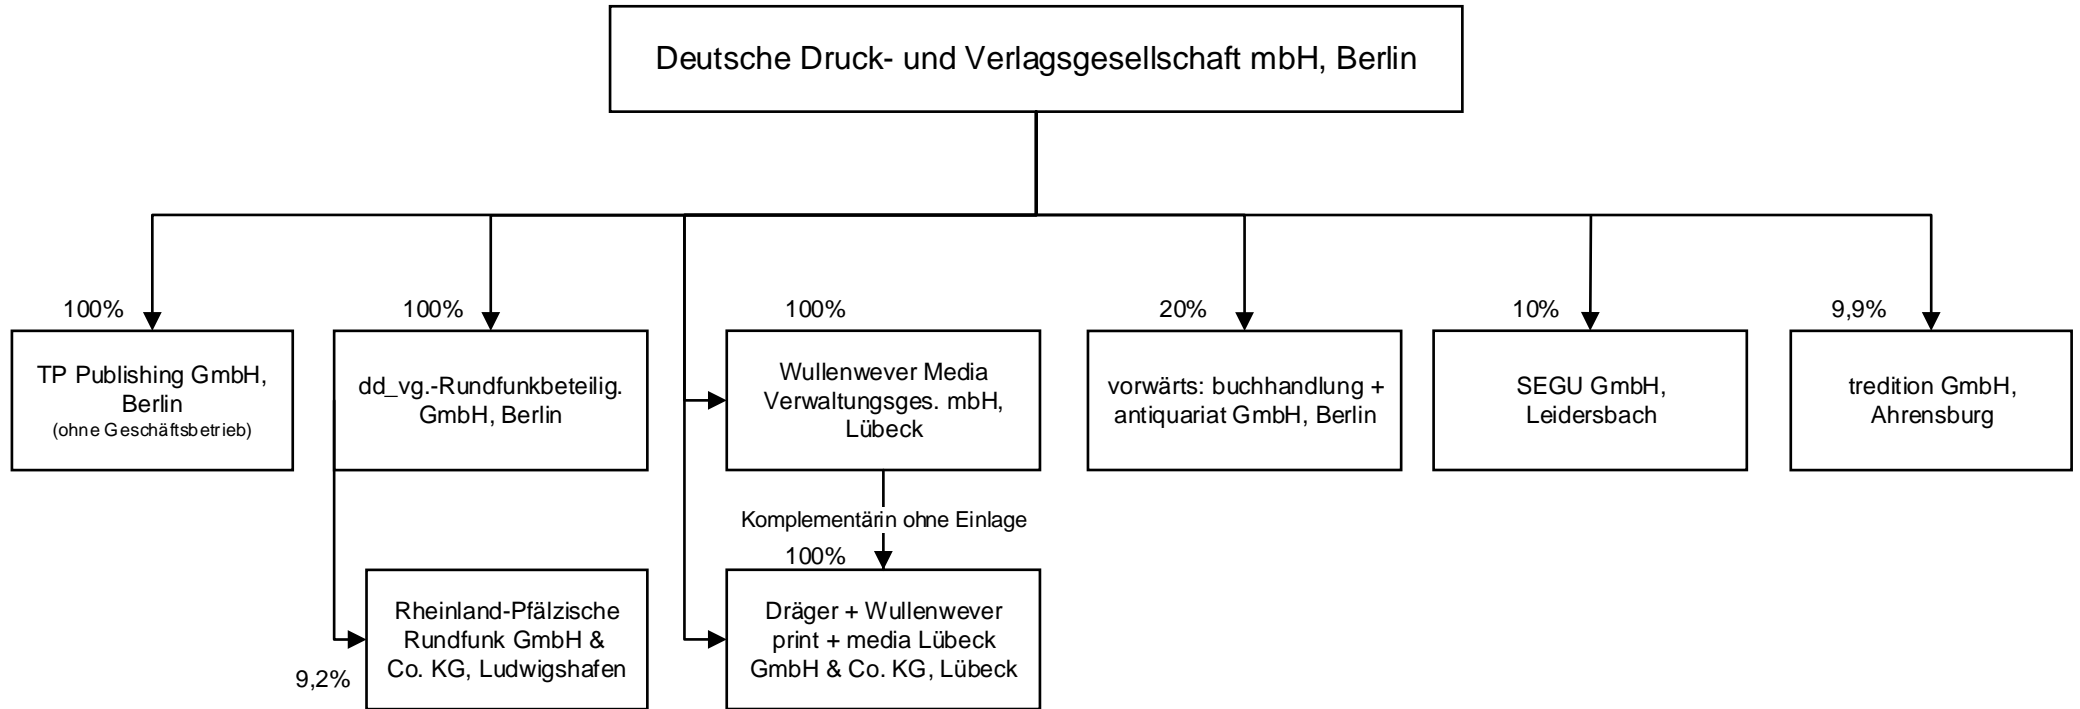 Deutsche Druck- und Verlagsgesellschaft mbH, Berlin
100%
TP Publishing GmbH,
Berlin
(ohne Geschäftsbetrieb)
100%
dd_vg.-Rundfunkbeteilig.
GmbH, Berlin
100%
Wullenwever Media
Verwaltungsges. mbH,
Lübeck
20%
vorwärts: buchhandlung +
antiquariat GmbH, Berlin
10%
SEGU GmbH,
Leidersbach
9,9%
tredition GmbH,
Ahrensburg
Komplementärin ohne Einlage
9,2%
Rheinland-Pfälzische
Rundfunk GmbH &
Co. KG, Ludwigshafen
100%
Dräger + Wullenwever
print + media Lübeck
GmbH & Co. KG, Lübeck